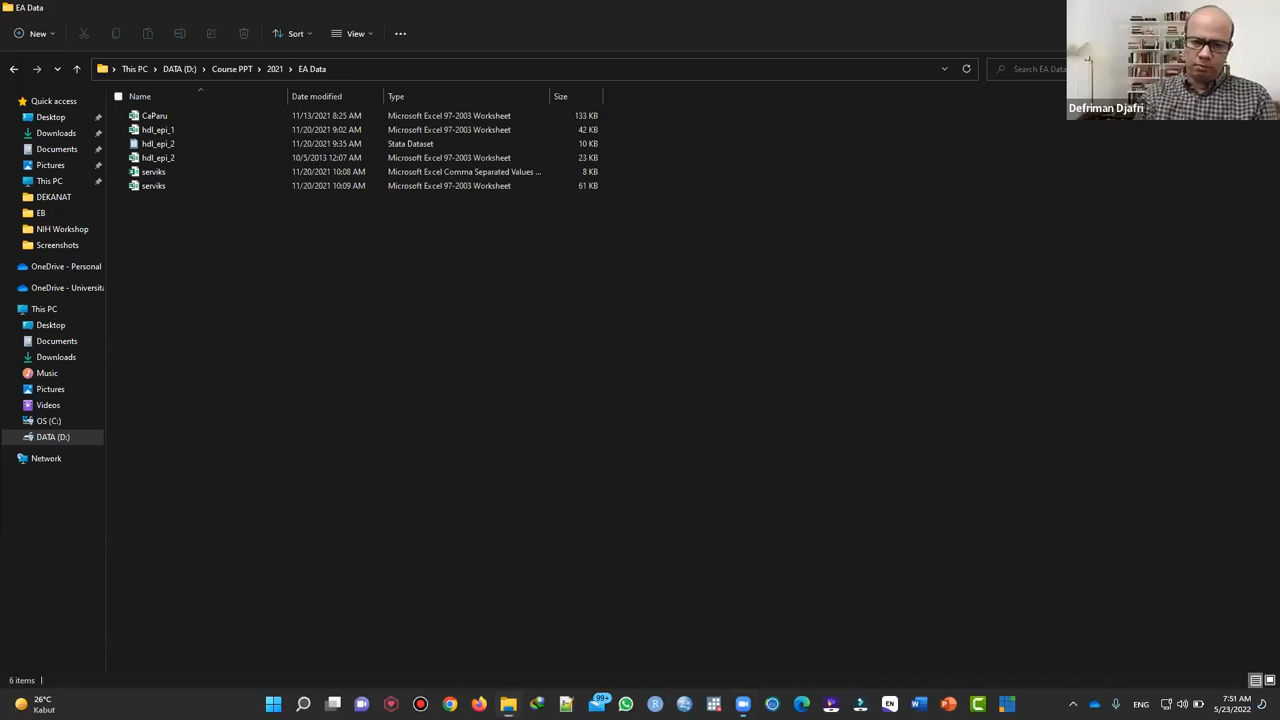 EA Data
New Sort View
This PC DATA (D:) Course PPT 2021 EA Data Search EA Data
Defriman Djafri
Name Date modified Type Size
Quick access
Desktop
Downloads
Documents
Pictures
This PC
DEKANAT
EB
NIH Workshop
Screenshots
OneDrive - Personal
OneDrive - Universita
This PC
Desktop
Documents
Downloads
Music
Pictures
Videos
OS (C:)
DATA (D:)
Network
CaParu 11/13/2021 8:25 AM Microsoft Excel 97-2003 Worksheet 133 KB
hdl_epi_1 11/20/2021 9:02 AM Microsoft Excel 97-2003 Worksheet 42 KB
hdl_epi_2 11/20/2021 9:35 AM Stata Dataset 10 KB
hdl_epi_2 10/5/2013 12:07 AM Microsoft Excel 97-2003 Worksheet 23 KB
serviks 11/20/2021 10:08 AM Microsoft Excel Comma Separated Values ... 8 KB
serviks 11/20/2021 10:09 AM Microsoft Excel 97-2003 Worksheet 61 KB
6 items
26°C
Kabut
99+
EN
ENG
7:51 AM
5/23/2022